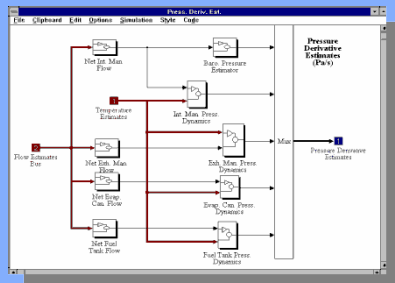 Press. Deriv. Est.
File Clipboard Edit Options Simulation Style Code
Net Int. Man.
Flow
Baro. Pressure
Estimator
Pressure
Derivative
Estimates
(Pa/s)
1
Temperature
Estimates
Int. Man. Press.
Dynamics
2
Flow Estimates
Bus
Net Exh. Man.
Flow
Exh. Man. Press.
Dynamics
Mux
1
Pressure Derivative
Estimates
Net Evap.
Can. Flow
Evap. Can. Press.
Dynamics
Net Fuel
Tank Flow
Fuel Tank Press.
Dynamics